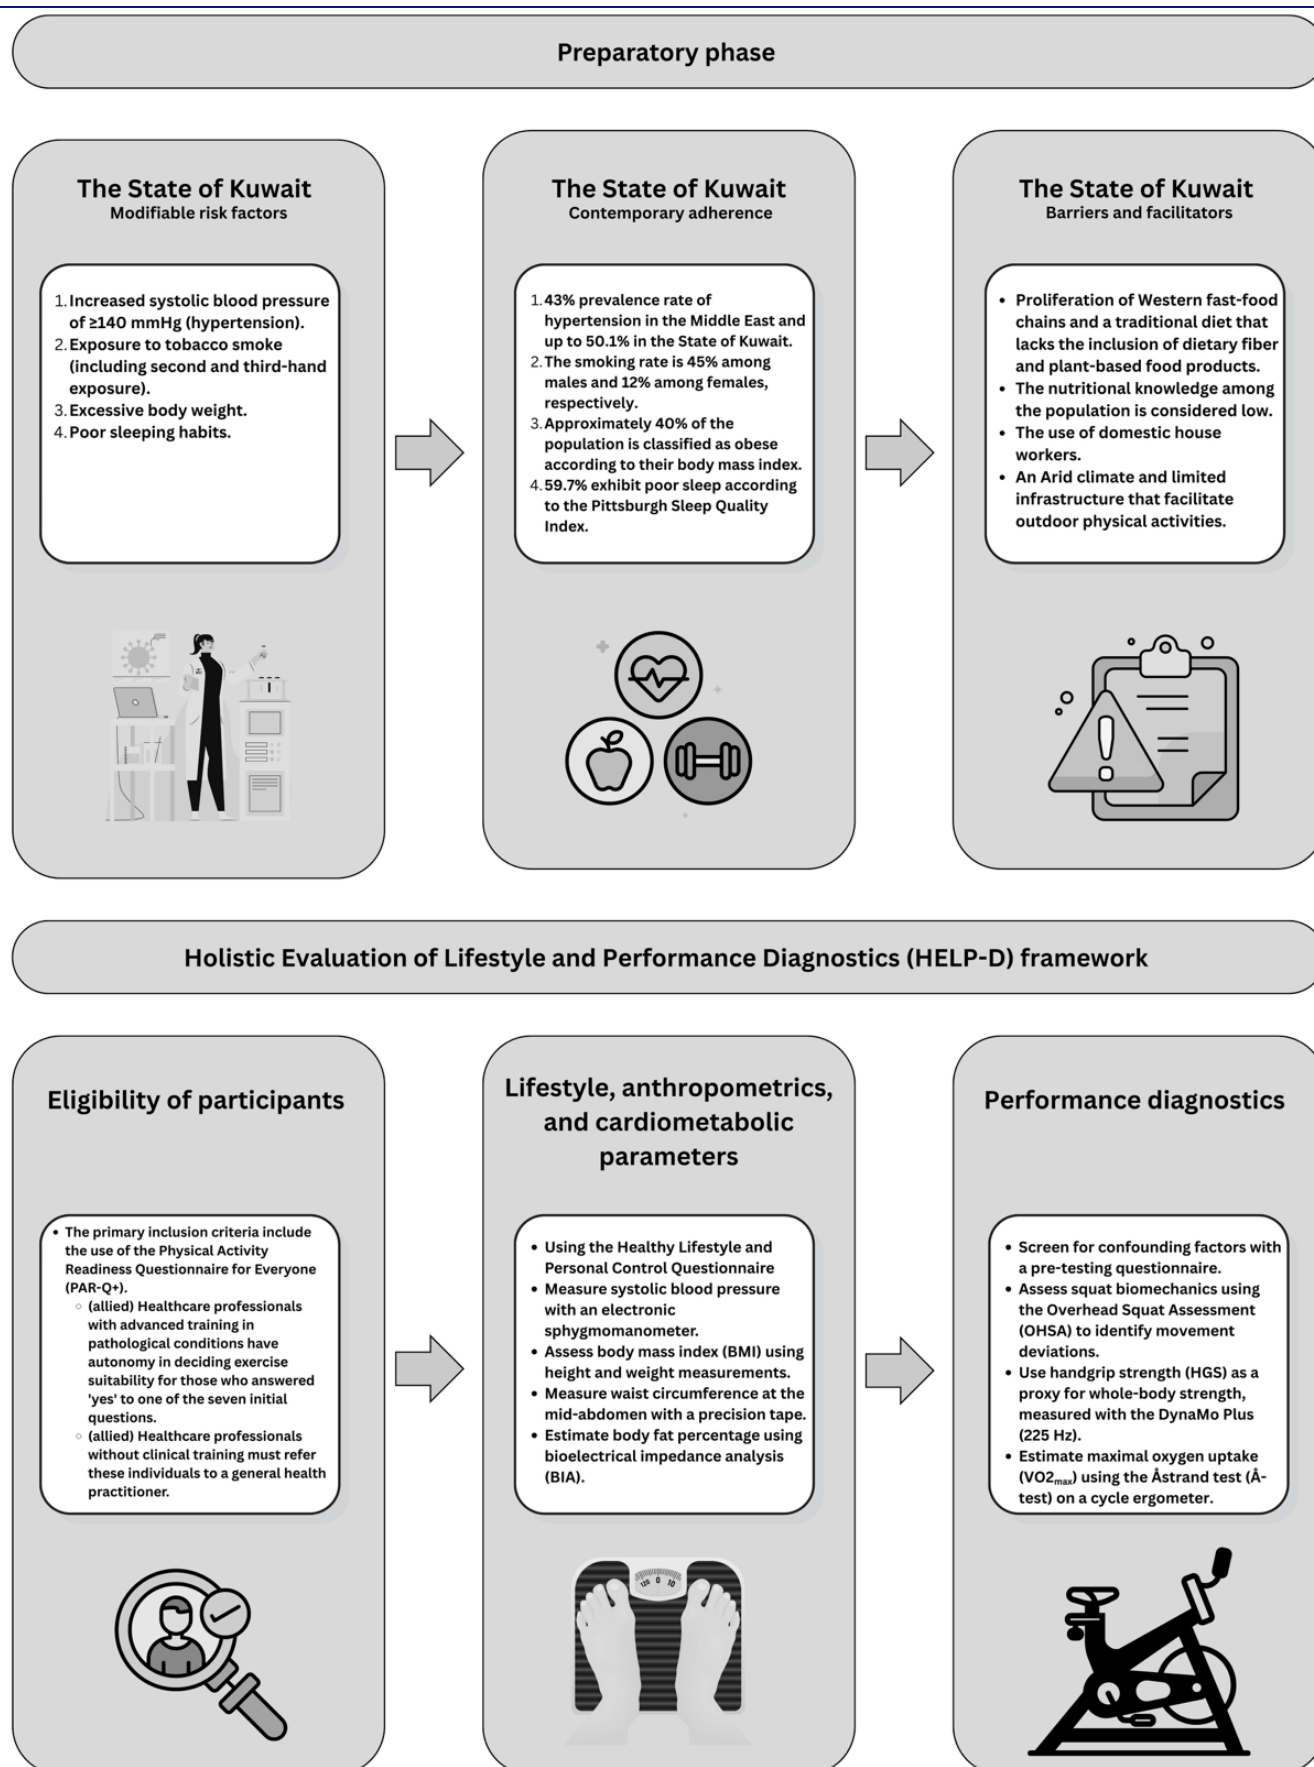 Preparatory phase
The State of Kuwait
Modifiable risk factors
1. Increased systolic blood pressure
of ≥140 mmHg (hypertension).
2. Exposure to tobacco smoke
(including second and third-hand
exposure).
3. Excessive body weight.
4. Poor sleeping habits.
The State of Kuwait
Contemporary adherence
1. 43% prevalence rate of
hypertension in the Middle East and
up to 50.1% in the State of Kuwait.
2. The smoking rate is 45% among
males and 12% among females,
respectively.
3. Approximately 40% of the
population is classified as obese
according to their body mass index.
4. 59.7% exhibit poor sleep according
to the Pittsburgh Sleep Quality
Index.
The State of Kuwait
Barriers and facilitators
• Proliferation of Western fast-food
chains and a traditional diet that
lacks the inclusion of dietary fiber
and plant-based food products.
• The nutritional knowledge among
the population is considered low.
• The use of domestic house
workers.
• An Arid climate and limited
infrastructure that facilitate
outdoor physical activities.
Holistic Evaluation of Lifestyle and Performance Diagnostics (HELP-D) framework
Eligibility of participants
• The primary inclusion criteria include
the use of the Physical Activity
Readiness Questionnaire for Everyone
(PAR-Q+).
○ (allied) Healthcare professionals
with advanced training in
pathological conditions have
autonomy in deciding exercise
suitability for those who answered
'yes' to one of the seven initial
questions.
○ (allied) Healthcare professionals
without clinical training must refer
these individuals to a general health
practitioner.
Lifestyle, anthropometrics,
and cardiometabolic
parameters
• Using the Healthy Lifestyle and
Personal Control Questionnaire
• Measure systolic blood pressure
with an electronic
sphygmomanometer.
• Assess body mass index (BMI) using
height and weight measurements.
• Measure waist circumference at the
mid-abdomen with a precision tape.
• Estimate body fat percentage using
bioelectrical impedance analysis
(BIA).
120 0 10
Performance diagnostics
• Screen for confounding factors with
a pre-testing questionnaire.
• Assess squat biomechanics using
the Overhead Squat Assessment
(OHSA) to identify movement
deviations.
• Use handgrip strength (HGS) as a
proxy for whole-body strength,
measured with the DynaMo Plus
(225 Hz).
• Estimate maximal oxygen uptake
(VO2max) using the Åstrand test (Å-
test) on a cycle ergometer.